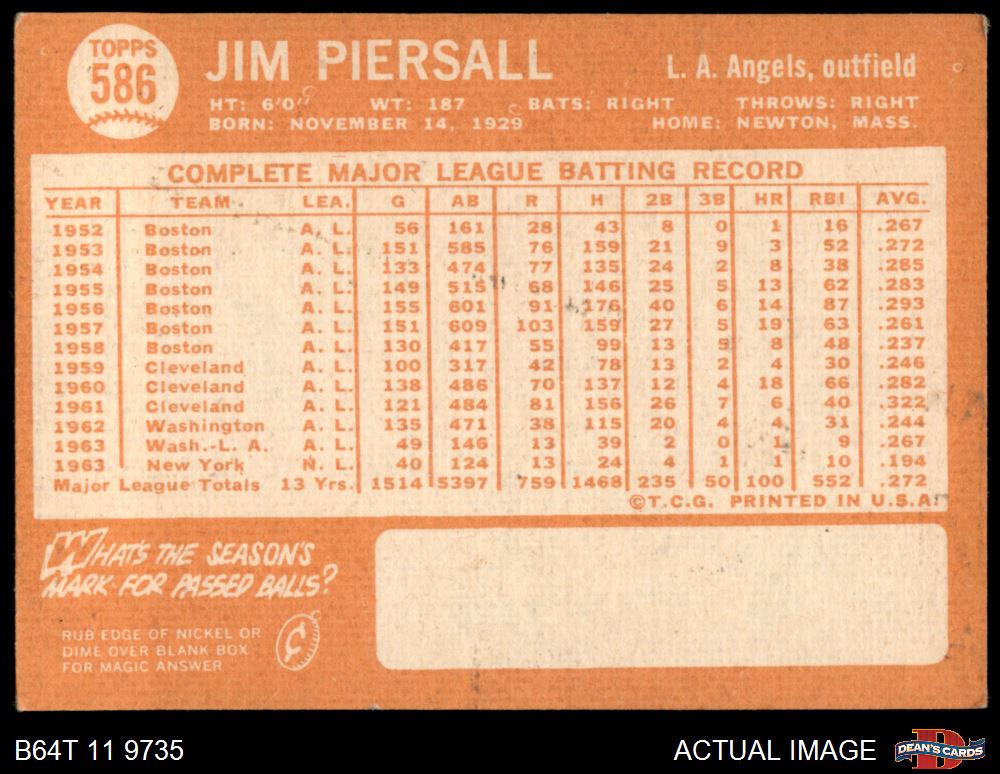 TOPPS
586
JIM PIERSALL
L. A. Angels, outfield
HT: 6'0" WT: 187 BATS: RIGHT THROWS: RIGHT
BORN: NOVEMBER 14, 1929 HOME: NEWTON, MASS.
COMPLETE MAJOR LEAGUE BATTING RECORD
YEAR TEAM LEA. G AB R H 2B 3B HR RBI AVG.
1952 Boston A. L. 56 161 28 43 8 0 1 16 .267
1953 Boston A. L. 151 585 76 159 21 9 3 52 .272
1954 Boston A. L. 133 474 77 135 24 2 8 38 .285
1955 Boston A. L. 149 515 68 146 25 5 13 62 .283
1956 Boston A. L. 155 601 91 176 40 6 14 87 .293
1957 Boston A. L. 151 609 103 159 27 5 19 63 .261
1958 Boston A. L. 130 417 55 99 13 5 8 48 .237
1959 Cleveland A. L. 100 317 42 78 13 2 4 30 .246
1960 Cleveland A. L. 138 486 70 137 12 4 18 66 .282
1961 Cleveland A. L. 121 484 81 156 26 7 6 40 .322
1962 Washington A. L. 135 471 38 115 20 4 4 31 .244
1963 Wash.-L. A. A. L. 49 146 13 39 2 0 1 9 .267
1963 New York N. L. 40 124 13 24 4 1 1 10 .194
Major League Totals 13 Yrs. 1514 5397 759 1468 235 50 100 552 .272
©T.C.G. PRINTED IN U.S.A.
WHAT'S THE SEASON'S
MARK FOR PASSED BALLS?
RUB EDGE OF NICKEL OR
DIME OVER BLANK BOX
FOR MAGIC ANSWER
B64T 11 9735
ACTUAL IMAGE
D
DEAN'S CARDS